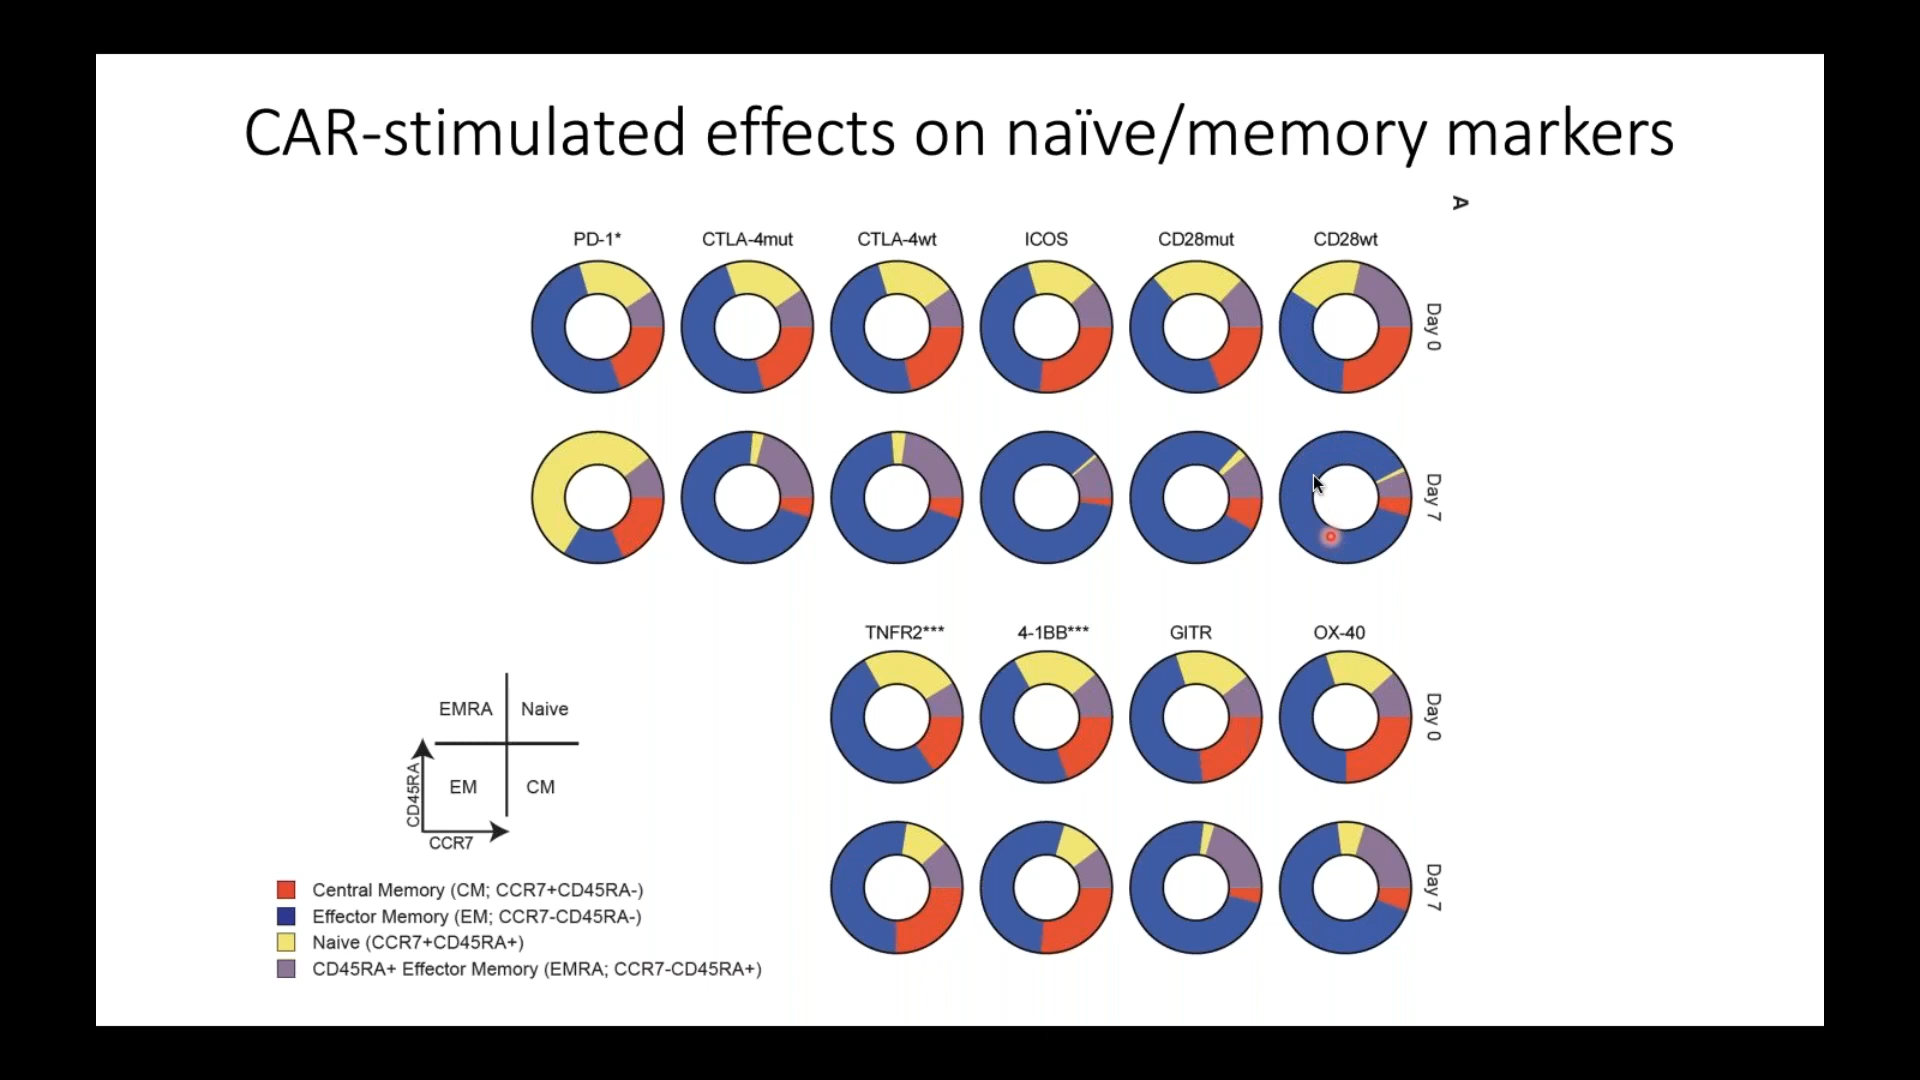 CAR-stimulated effects on naïve/memory markers
A
PD-1*
CTLA-4mut
CTLA-4wt
ICOS
CD28mut
CD28wt
Day 0
Day 7
TNFR2***
4-1BB***
GITR
OX-40
Day 0
Day 7
EMRA
Naive
EM
CM
CD45RA
CCR7
Central Memory (CM; CCR7+CD45RA-)
Effector Memory (EM; CCR7-CD45RA-)
Naive (CCR7+CD45RA+)
CD45RA+ Effector Memory (EMRA; CCR7-CD45RA+)